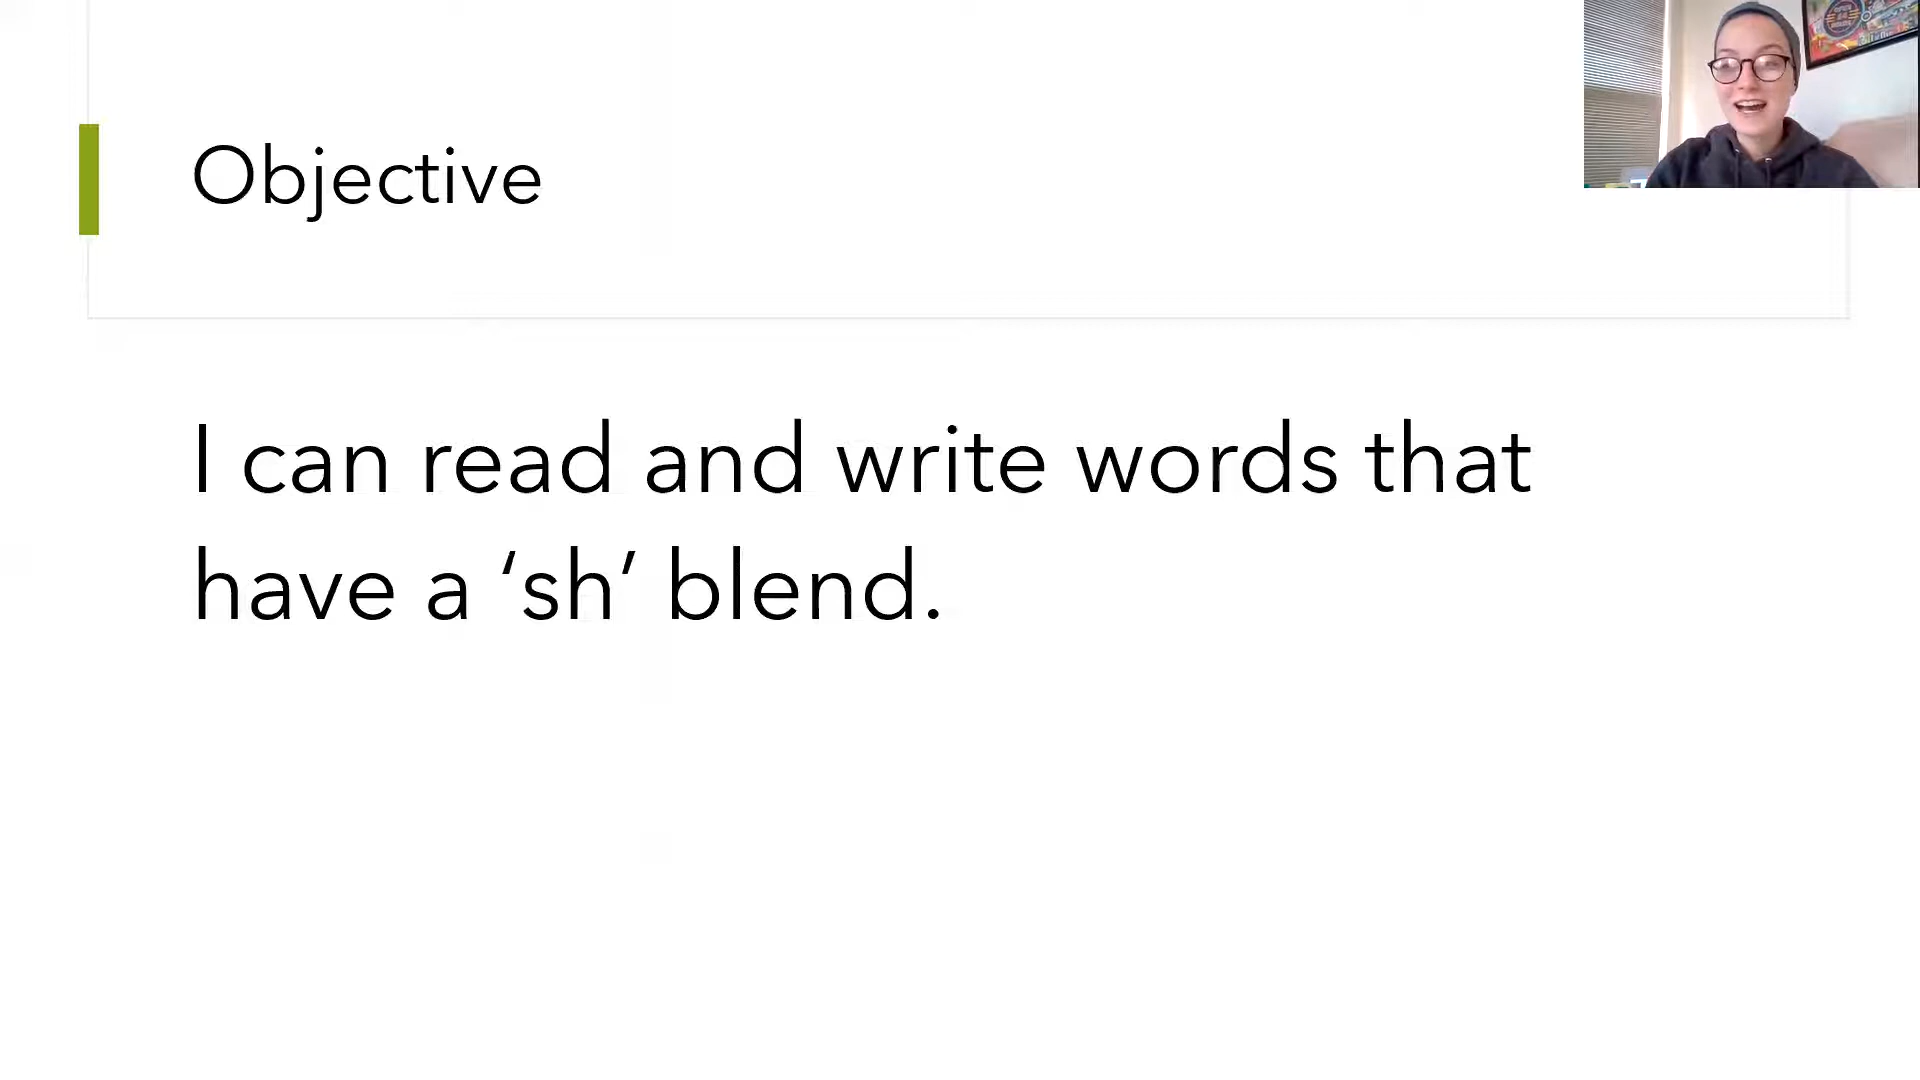 Objective
I can read and write words that
have a ‘sh’ blend.